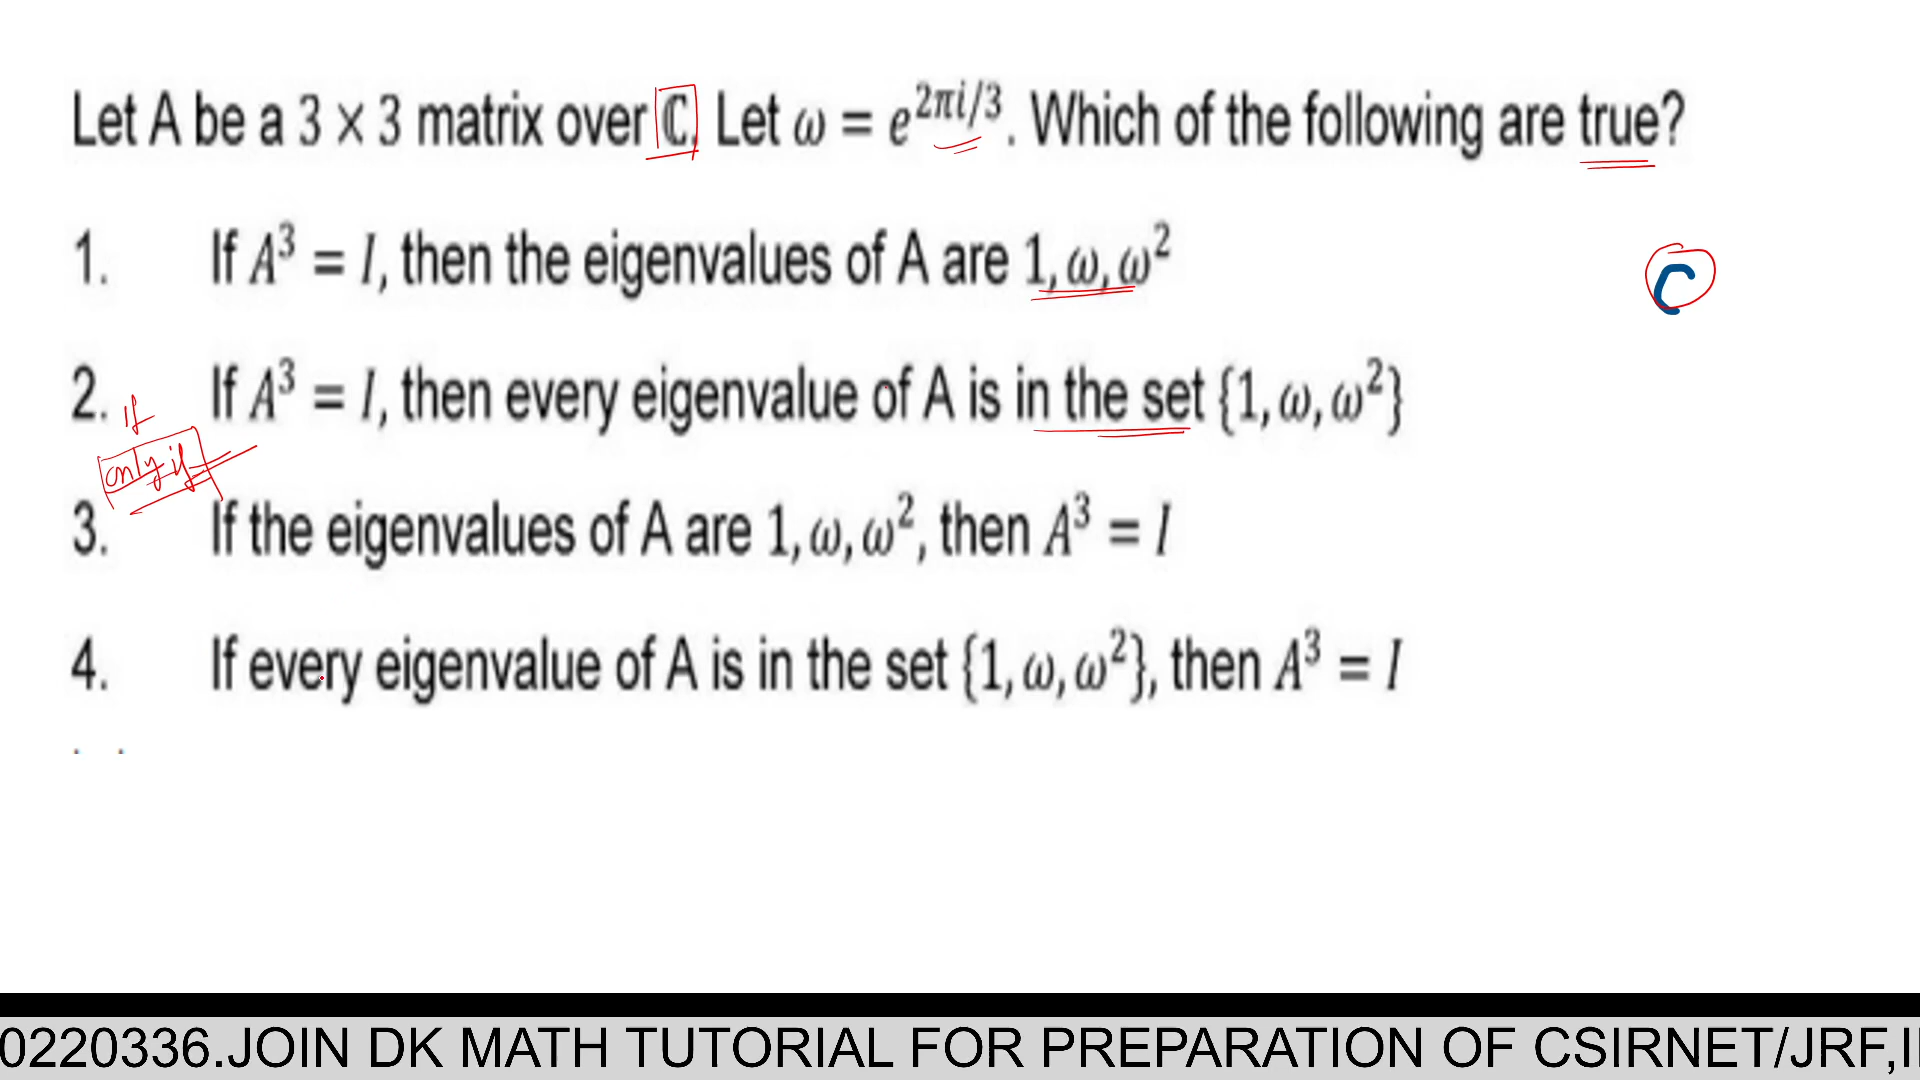 Let A be a 3 × 3 matrix over ℂ. Let ω = e^{2πi/3}. Which of the following are true?
1. If A³ = I, then the eigenvalues of A are 1, ω, ω²
C
2. If A³ = I, then every eigenvalue of A is in the set {1, ω, ω²}
if
only if
3. If the eigenvalues of A are 1, ω, ω², then A³ = I
4. If every eigenvalue of A is in the set {1, ω, ω²}, then A³ = I
0220336.JOIN DK MATH TUTORIAL FOR PREPARATION OF CSIRNET/JRF,I